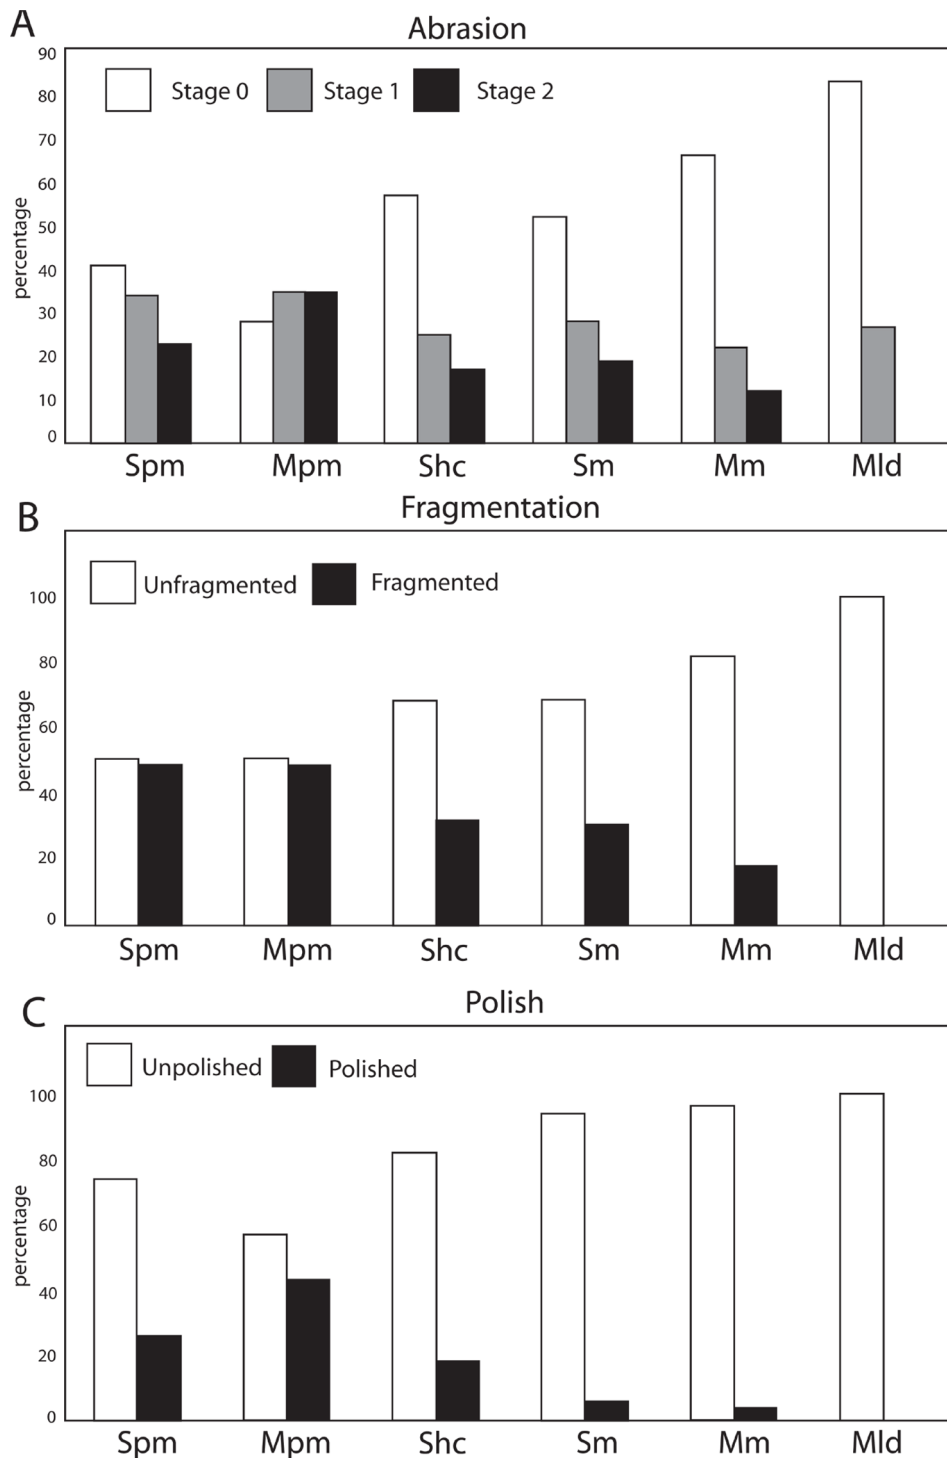 A
Abrasion
90
80
70
60
50
40
30
20
10
0
percentage
Stage 0 Stage 1 Stage 2
Spm Mpm Shc Sm Mm Mld
B
Fragmentation
100
80
60
40
20
0
percentage
Unfragmented Fragmented
Spm Mpm Shc Sm Mm Mld
C
Polish
100
80
60
40
20
0
percentage
Unpolished Polished
Spm Mpm Shc Sm Mm Mld